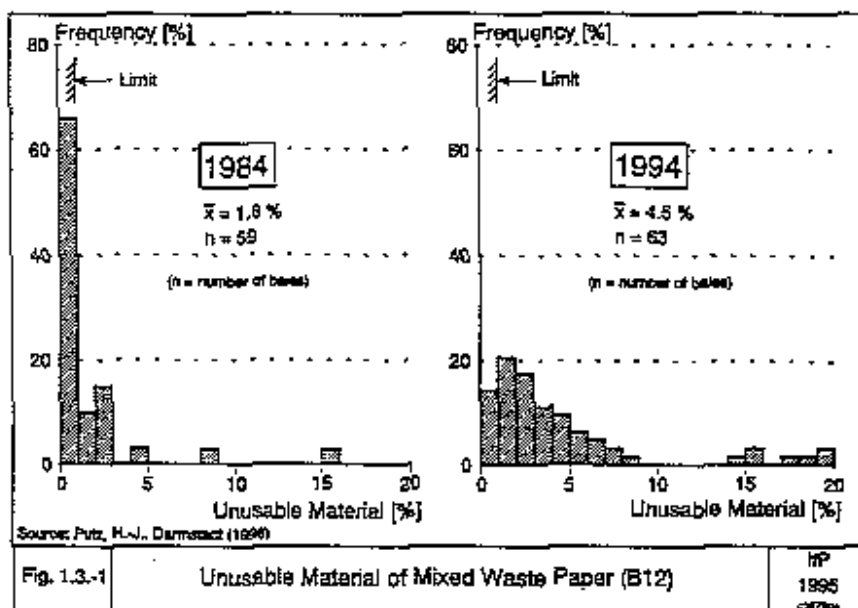 Frequency [%]
80
Limit
60
1984
x̄ = 1,8 %
n = 59
40
(n = number of bales)
20
0
0 5 10 15 20
Unusable Material [%]
Frequency [%]
80
Limit
60
1994
x̄ = 4.5 %
n = 63
40
(n = number of bales)
20
0
0 5 10 15 20
Unusable Material [%]
Source: Putz, H.-J., Darmstadt
Fig. 1.3.-1
Unusable Material of Mixed Waste Paper (B12)
1995